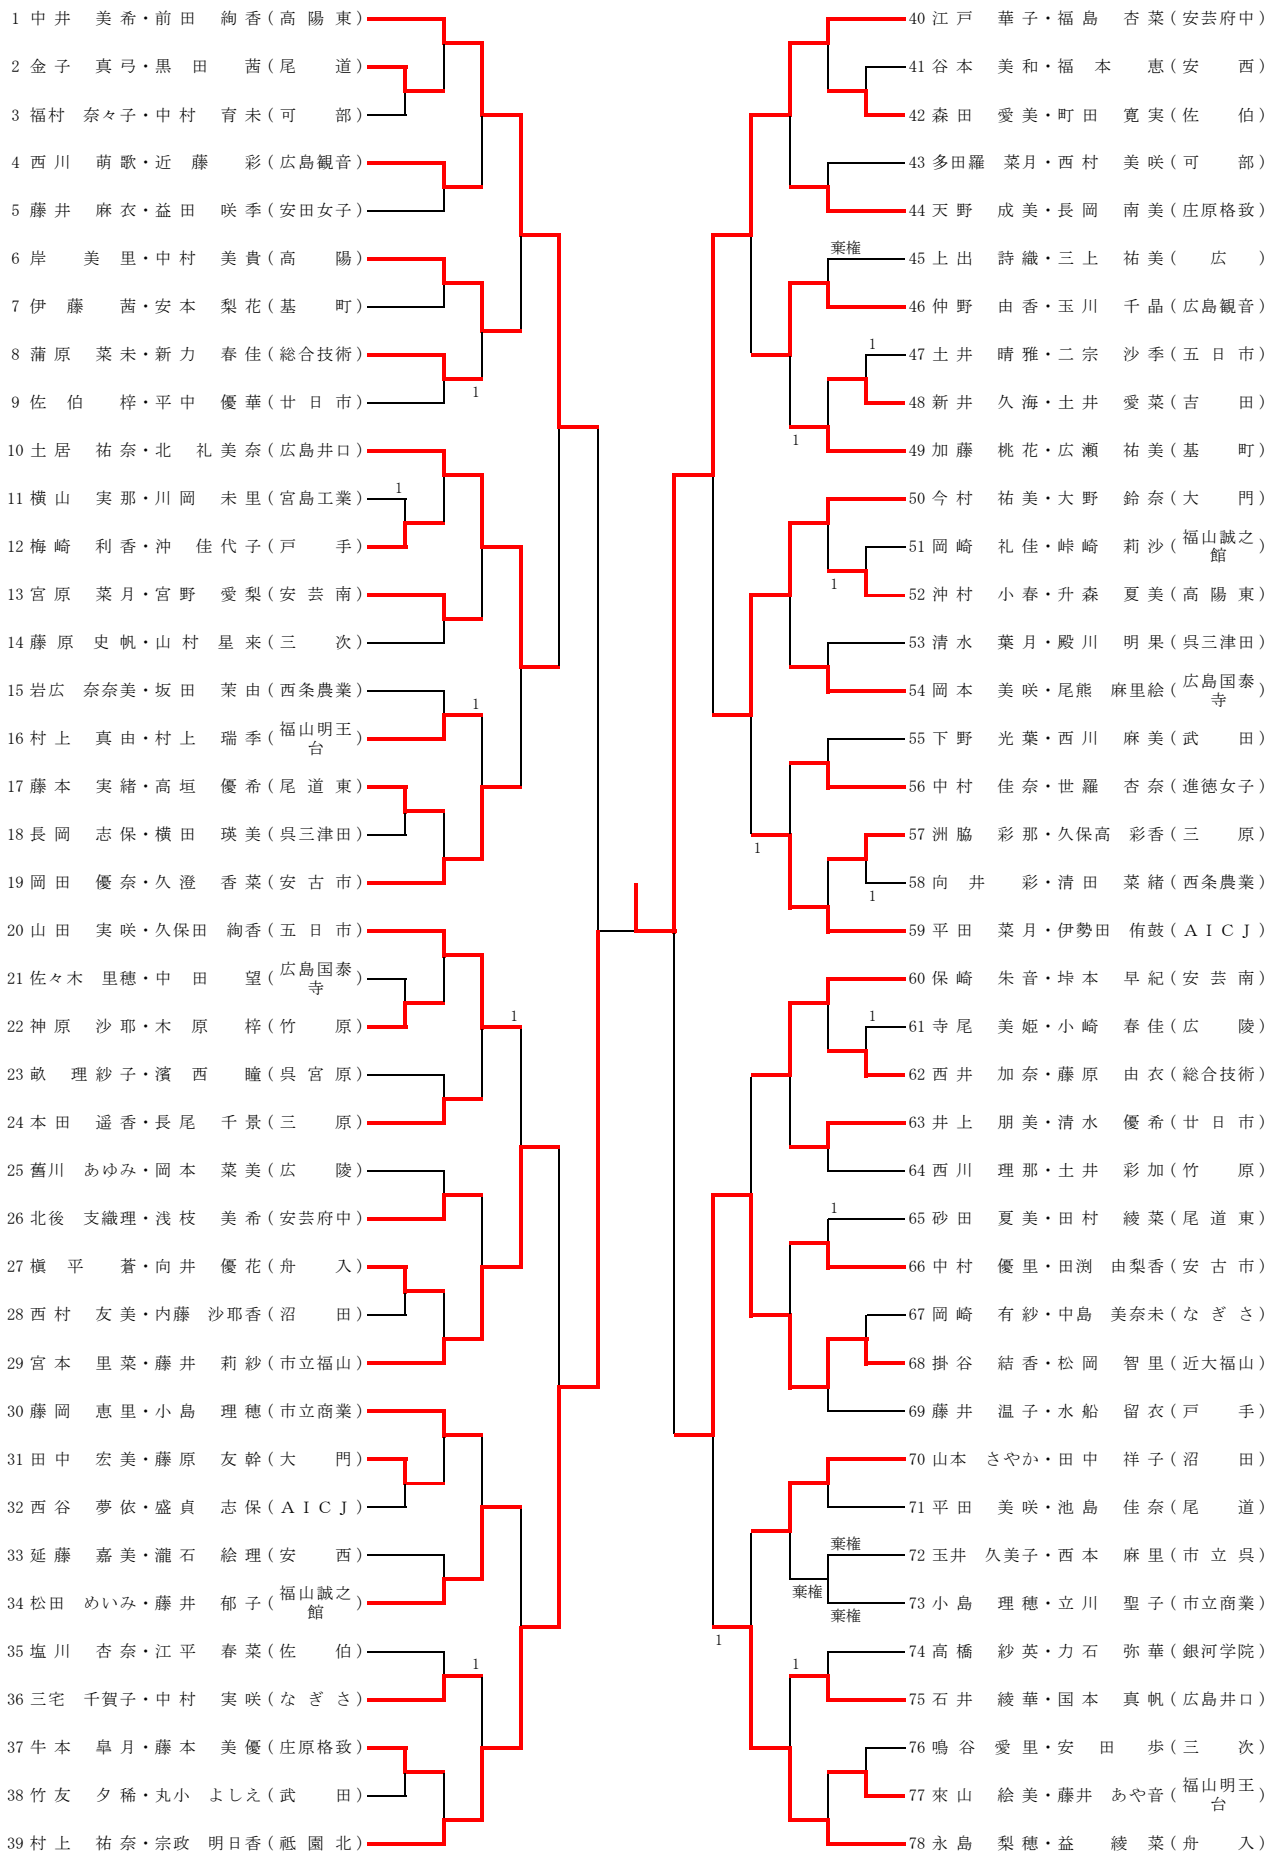 1 中井 美希・前田 絢香(高陽東)
2 金子 真弓・黒田 茜(尾道)
3 福村 奈々子・中村 育未(可部)
4 西川 萌歌・近藤 彩(広島観音)
5 藤井 麻衣・益田 咲季(安田女子)
6 岸 美里・中村 美貴(高陽)
7 伊藤 茜・安本 梨花(基町)
8 蒲原 菜未・新力 春佳(総合技術)
1
9 佐伯 梓・平中 優華(廿日市)
10 土居 祐奈・北 礼美奈(広島井口)
1
11 横山 実那・川岡 未里(宮島工業)
12 梅崎 利香・沖 佳代子(戸手)
13 宮原 菜月・宮野 愛梨(安芸南)
14 藤原 史帆・山村 星来(三次)
15 岩広 奈奈美・坂田 茉由(西条農業)
1
16 村上 真由・村上 瑞季(福山明王台)
17 藤本 実緒・高垣 優希(尾道東)
18 長岡 志保・横田 瑛美(呉三津田)
19 岡田 優奈・久澄 香菜(安古市)
20 山田 実咲・久保田 絢香(五日市)
21 佐々木 里穂・中田 望(広島国泰寺)
1
22 神原 沙耶・木原 梓(竹原)
23 畝 理紗子・濱西 瞳(呉宮原)
24 本田 遥香・長尾 千景(三原)
25 舊川 あゆみ・岡本 菜美(広陵)
26 北後 支織理・浅枝 美希(安芸府中)
27 槇平 蒼・向井 優花(舟入)
28 西村 友美・内藤 沙耶香(沼田)
29 宮本 里菜・藤井 莉紗(市立福山)
30 藤岡 恵里・小島 理穂(市立商業)
31 田中 宏美・藤原 友幹(大門)
32 西谷 夢依・盛貞 志保(AICJ)
33 延藤 嘉美・瀧石 絵理(安西)
34 松田 めいみ・藤井 郁子(福山誠之館)
35 塩川 杏奈・江平 春菜(佐伯)
1
36 三宅 千賀子・中村 実咲(なぎさ)
37 牛本 皐月・藤本 美優(庄原格致)
38 竹友 夕稀・丸小 よしえ(武田)
39 村上 祐奈・宗政 明日香(祗園北)
40 江戸 華子・福島 杏菜(安芸府中)
41 谷本 美和・福本 恵(安西)
42 森田 愛美・町田 寛実(佐伯)
43 多田羅 菜月・西村 美咲(可部)
44 天野 成美・長岡 南美(庄原格致)
棄権
45 上出 詩織・三上 祐美(広)
46 仲野 由香・玉川 千晶(広島観音)
1
47 土井 晴雅・二宗 沙季(五日市)
48 新井 久海・土井 愛菜(吉田)
1
49 加藤 桃花・広瀬 祐美(基町)
50 今村 祐美・大野 鈴奈(大門)
51 岡崎 礼佳・峠崎 莉沙(福山誠之館)
1
52 沖村 小春・升森 夏美(高陽東)
53 清水 葉月・殿川 明果(呉三津田)
54 岡本 美咲・尾熊 麻里絵(広島国泰寺)
55 下野 光葉・西川 麻美(武田)
56 中村 佳奈・世羅 杏奈(進徳女子)
57 洲脇 彩那・久保高 彩香(三原)
1
58 向井 彩・清田 菜緒(西条農業)
1
59 平田 菜月・伊勢田 侑鼓(AICJ)
60 保崎 朱音・垰本 早紀(安芸南)
1
61 寺尾 美姫・小崎 春佳(広陵)
62 西井 加奈・藤原 由衣(総合技術)
63 井上 朋美・清水 優希(廿日市)
64 西川 理那・土井 彩加(竹原)
1
65 砂田 夏美・田村 綾菜(尾道東)
66 中村 優里・田渕 由梨香(安古市)
67 岡崎 有紗・中島 美奈未(なぎさ)
68 掛谷 結香・松岡 智里(近大福山)
69 藤井 温子・水船 留衣(戸手)
70 山本 さやか・田中 祥子(沼田)
71 平田 美咲・池島 佳奈(尾道)
棄権
72 玉井 久美子・西本 麻里(市立呉)
棄権
73 小島 理穂・立川 聖子(市立商業)
棄権
1
74 高橋 紗英・力石 弥華(銀河学院)
1
75 石井 綾華・国本 真帆(広島井口)
76 鳴谷 愛里・安田 歩(三次)
77 來山 絵美・藤井 あや音(福山明王台)
78 永島 梨穂・益 綾菜(舟入)